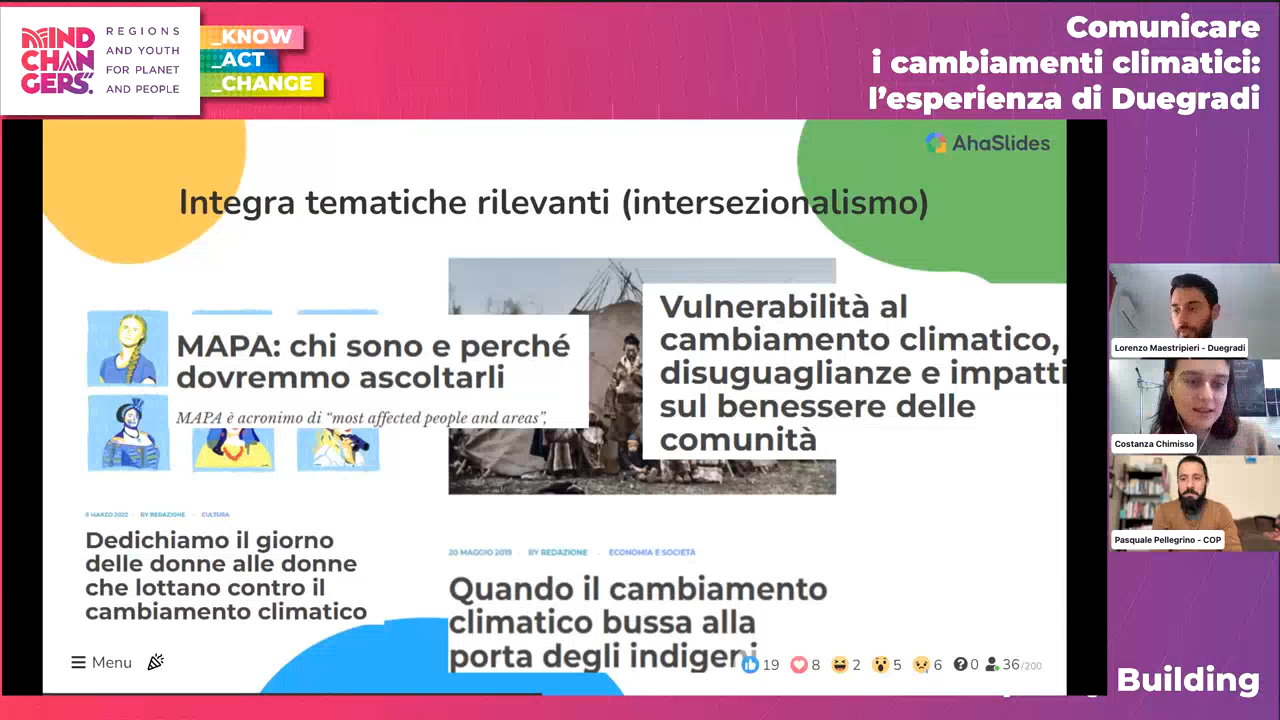 MINDCHANGERS
REGIONS
AND YOUTH
FOR PLANET
AND PEOPLE
_KNOW
_ACT
_CHANGE
Comunicare
i cambiamenti climatici:
l'esperienza di Duegradi
AhaSlides
Integra tematiche rilevanti (intersezionalismo)
MAPA: chi sono e perché
dovremmo ascoltarli
MAPA è acronimo di “most affected people and areas”,
Vulnerabilità al
cambiamento climatico,
disuguaglianze e impatti
sul benessere delle
comunità
8 MARZO 2022 · BY REDAZIONE · CULTURA
Dedichiamo il giorno
delle donne alle donne
che lottano contro il
cambiamento climatico
20 MAGGIO 2019 · BY REDAZIONE · ECONOMIA E SOCIETÀ
Quando il cambiamento
climatico bussa alla
porta degli indigeni
Menu
19 8 2 5 6 0 36/200
Lorenzo Maestripieri - Duegradi
Costanza Chimisso
Pasquale Pellegrino - COP
Building